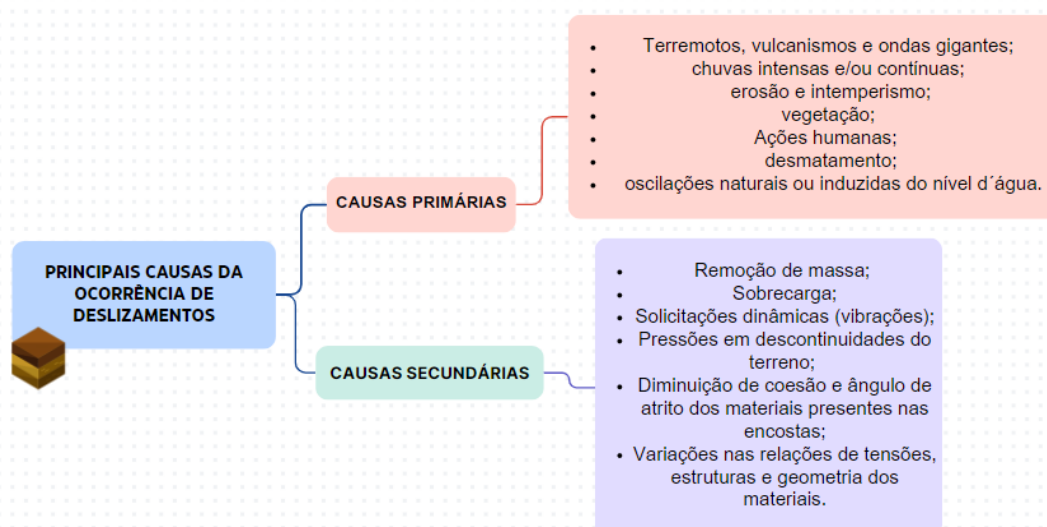 Terremotos, vulcanismos e ondas gigantes;
chuvas intensas e/ou contínuas;
erosão e intemperismo;
vegetação;
Ações humanas;
desmatamento;
oscilações naturais ou induzidas do nível d´água.
CAUSAS PRIMÁRIAS
PRINCIPAIS CAUSAS DA
OCORRÊNCIA DE
DESLIZAMENTOS
CAUSAS SECUNDÁRIAS
Remoção de massa;
Sobrecarga;
Solicitações dinâmicas (vibrações);
Pressões em descontinuidades do
terreno;
Diminuição de coesão e ângulo de
atrito dos materiais presentes nas
encostas;
Variações nas relações de tensões,
estruturas e geometria dos
materiais.